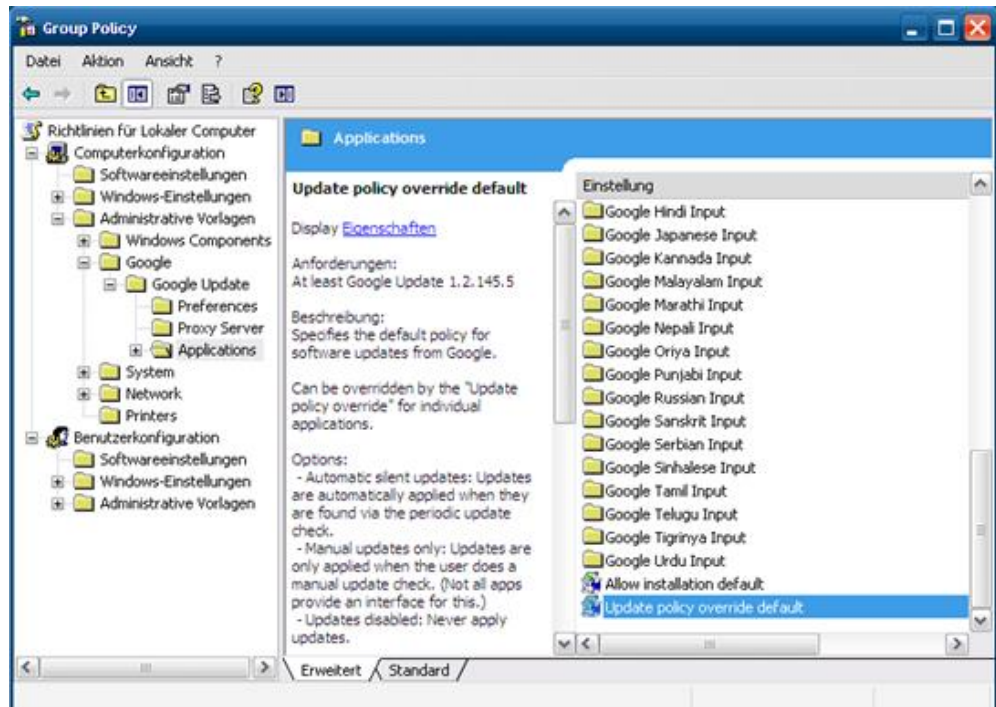 Group Policy
Datei Aktion Ansicht ?
Richtlinien für Lokaler Computer
Computerkonfiguration
Softwareeinstellungen
Windows-Einstellungen
Administrative Vorlagen
Windows Components
Google
Google Update
Preferences
Proxy Server
Applications
System
Network
Printers
Benutzerkonfiguration
Softwareeinstellungen
Windows-Einstellungen
Administrative Vorlagen
Applications
Update policy override default
Display Eigenschaften
Anforderungen:
At least Google Update 1.2.145.5
Beschreibung:
Specifies the default policy for
software updates from Google.
Can be overridden by the "Update
policy override" for individual
applications.
Options:
- Automatic silent updates: Updates
are automatically applied when they
are found via the periodic update
check.
- Manual updates only: Updates are
only applied when the user does a
manual update check. (Not all apps
provide an interface for this.)
- Updates disabled: Never apply
updates.
Einstellung
Google Hindi Input
Google Japanese Input
Google Kannada Input
Google Malayalam Input
Google Marathi Input
Google Nepali Input
Google Oriya Input
Google Punjabi Input
Google Russian Input
Google Sanskrit Input
Google Serbian Input
Google Sinhalese Input
Google Tamil Input
Google Telugu Input
Google Tigrinya Input
Google Urdu Input
Allow installation default
Update policy override default
Erweitert Standard